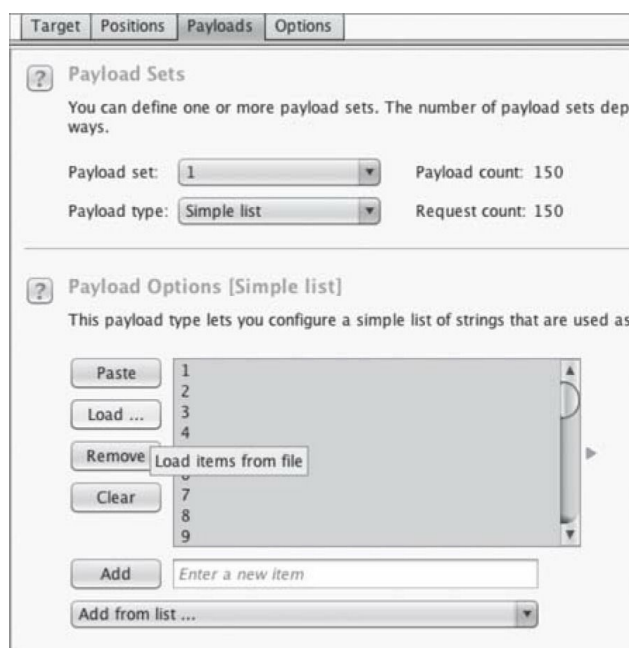 Target Positions Payloads Options
? Payload Sets
You can define one or more payload sets. The number of payload sets dep
ways.
Payload set: 1 Payload count: 150
Payload type: Simple list Request count: 150
? Payload Options [Simple list]
This payload type lets you configure a simple list of strings that are used as
Paste
Load ...
Remove
Clear
1
2
3
4
Load items from file
7
8
9
Add Enter a new item
Add from list ...